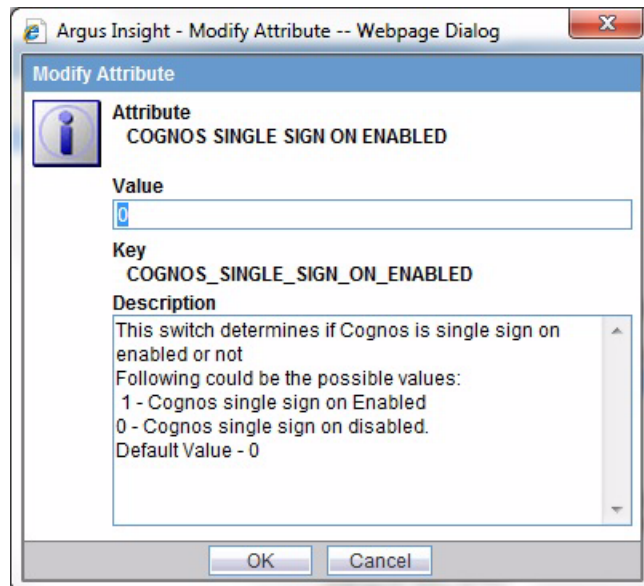 Argus Insight - Modify Attribute -- Webpage Dialog
Modify Attribute
Attribute
COGNOS SINGLE SIGN ON ENABLED
Value
0
Key
COGNOS_SINGLE_SIGN_ON_ENABLED
Description
This switch determines if Cognos is single sign on
enabled or not
Following could be the possible values:
1 - Cognos single sign on Enabled
0 - Cognos single sign on disabled.
Default Value - 0
OK Cancel